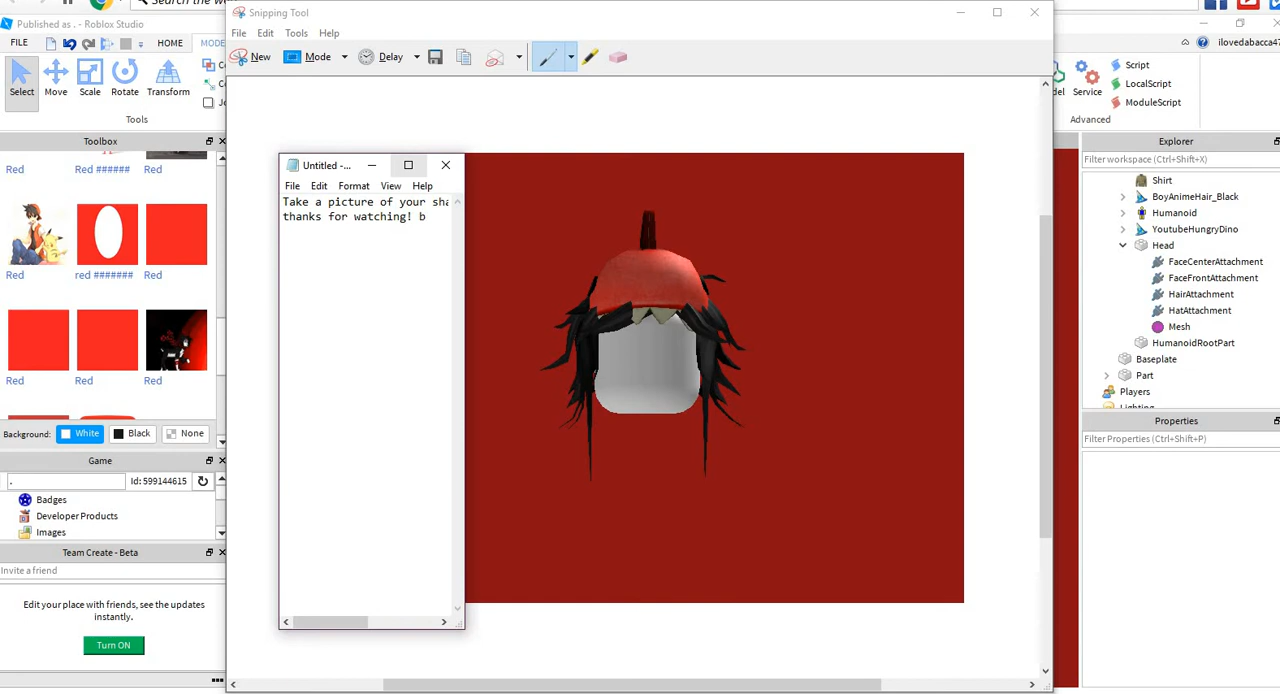 Snipping Tool
Published as . - Roblox Studio
File Edit Tools Help
FILE HOME
ilovedabacca47
New Mode Delay
Select Move Scale Rotate Transform
Tools
Script
LocalScript
ModuleScript
Service
Advanced
Toolbox
Red Red ###### Red
Red red ####### Red
Red Red Red
Background: White Black None
Game
. Id: 599144615
Badges
Developer Products
Images
Team Create - Beta
Invite a friend
Edit your place with friends, see the updates
instantly.
Turn ON
Untitled -...
File Edit Format View Help
Take a picture of your sha
thanks for watching! b
Explorer
Filter workspace (Ctrl+Shift+X)
Shirt
BoyAnimeHair_Black
Humanoid
YoutubeHungryDino
Head
FaceCenterAttachment
FaceFrontAttachment
HairAttachment
HatAttachment
Mesh
HumanoidRootPart
Baseplate
Part
Players
Lighting
Properties
Filter Properties (Ctrl+Shift+P)